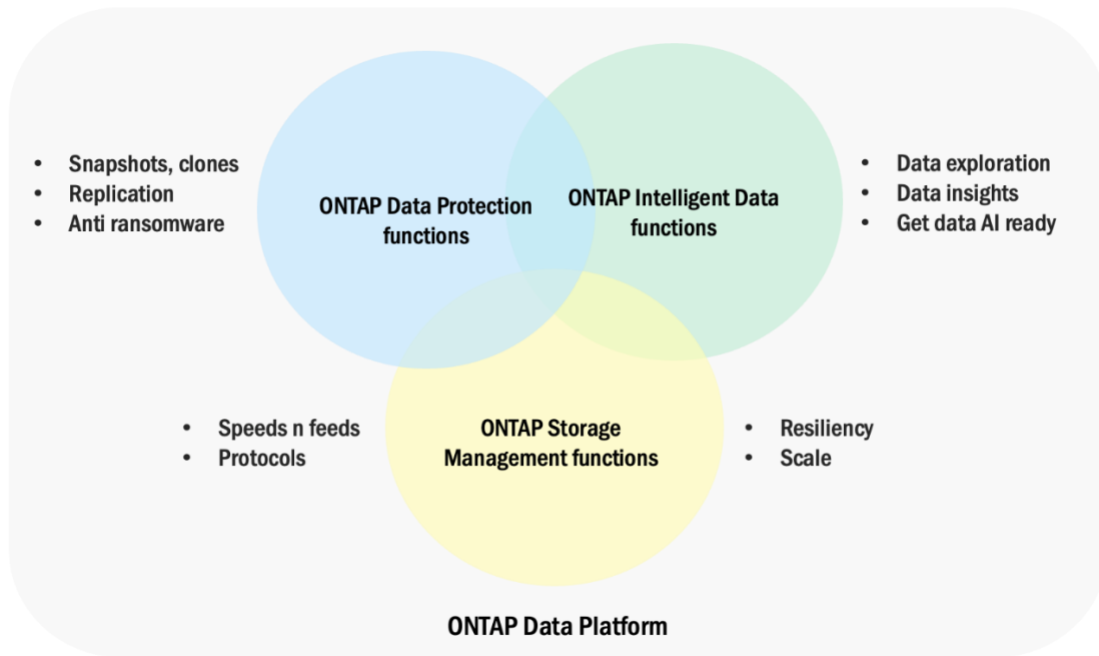 • Snapshots, clones
• Replication
• Anti ransomware
ONTAP Data Protection
functions
ONTAP Intelligent Data
functions
• Data exploration
• Data insights
• Get data AI ready
• Speeds n feeds
• Protocols
ONTAP Storage
Management functions
• Resiliency
• Scale
ONTAP Data Platform